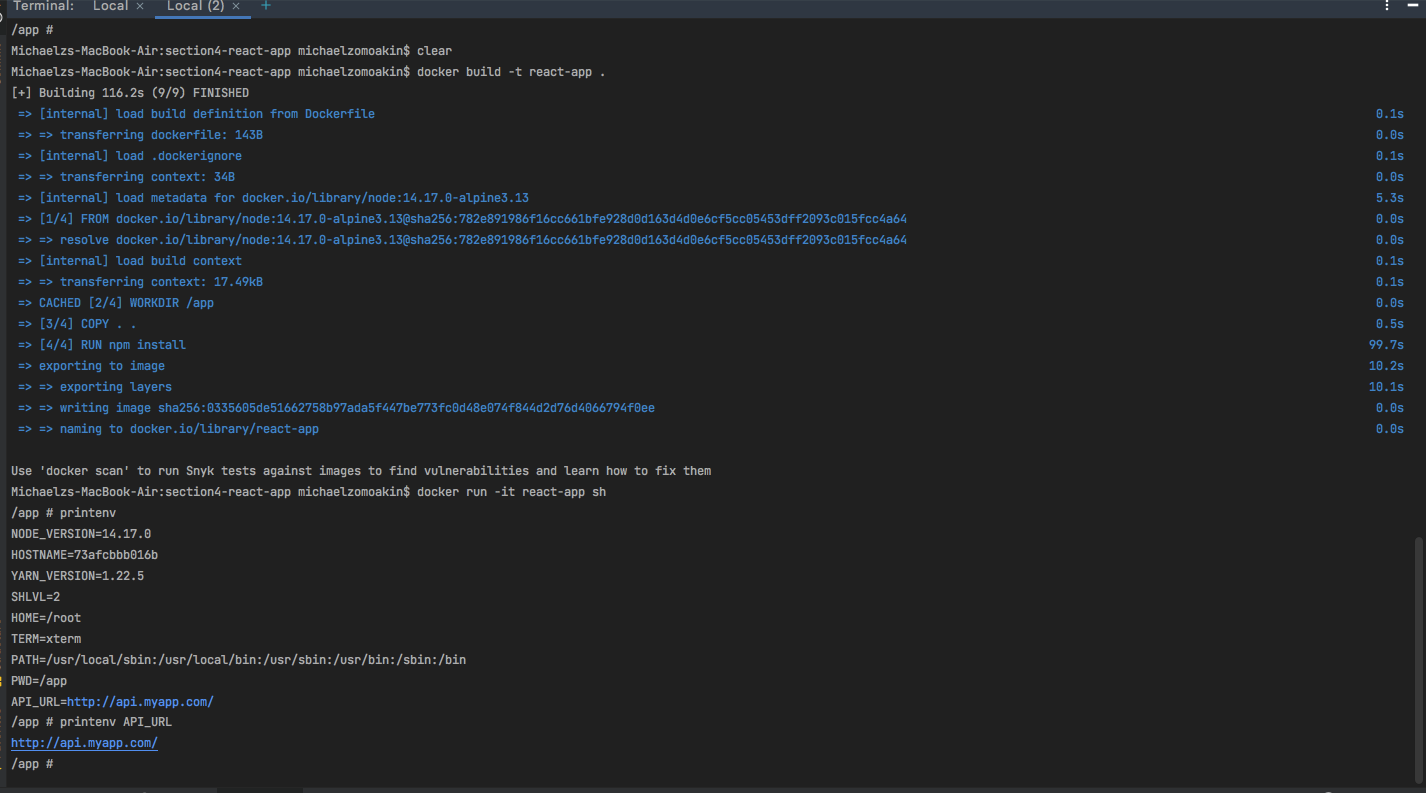 Terminal: Local × Local (2) × +
/app #
Michaelzs-MacBook-Air:section4-react-app michaelzomoakin$ clear
Michaelzs-MacBook-Air:section4-react-app michaelzomoakin$ docker build -t react-app .
[+] Building 116.2s (9/9) FINISHED
=> [internal] load build definition from Dockerfile 0.1s
=> => transferring dockerfile: 143B 0.0s
=> [internal] load .dockerignore 0.1s
=> => transferring context: 34B 0.0s
=> [internal] load metadata for docker.io/library/node:14.17.0-alpine3.13 5.3s
=> [1/4] FROM docker.io/library/node:14.17.0-alpine3.13@sha256:782e891986f16cc661bfe928d0d163d4d0e6cf5cc05453dff2093c015fcc4a64 0.0s
=> => resolve docker.io/library/node:14.17.0-alpine3.13@sha256:782e891986f16cc661bfe928d0d163d4d0e6cf5cc05453dff2093c015fcc4a64 0.0s
=> [internal] load build context 0.1s
=> => transferring context: 17.49kB 0.1s
=> CACHED [2/4] WORKDIR /app 0.0s
=> [3/4] COPY . . 0.5s
=> [4/4] RUN npm install 99.7s
=> exporting to image 10.2s
=> => exporting layers 10.1s
=> => writing image sha256:0335605de51662758b97ada5f447be773fc0d48e074f844d2d76d4066794f0ee 0.0s
=> => naming to docker.io/library/react-app 0.0s
Use 'docker scan' to run Snyk tests against images to find vulnerabilities and learn how to fix them
Michaelzs-MacBook-Air:section4-react-app michaelzomoakin$ docker run -it react-app sh
/app # printenv
NODE_VERSION=14.17.0
HOSTNAME=73afcbbb016b
YARN_VERSION=1.22.5
SHLVL=2
HOME=/root
TERM=xterm
PATH=/usr/local/sbin:/usr/local/bin:/usr/sbin:/usr/bin:/sbin:/bin
PWD=/app
API_URL=http://api.myapp.com/
/app # printenv API_URL
http://api.myapp.com/
/app #